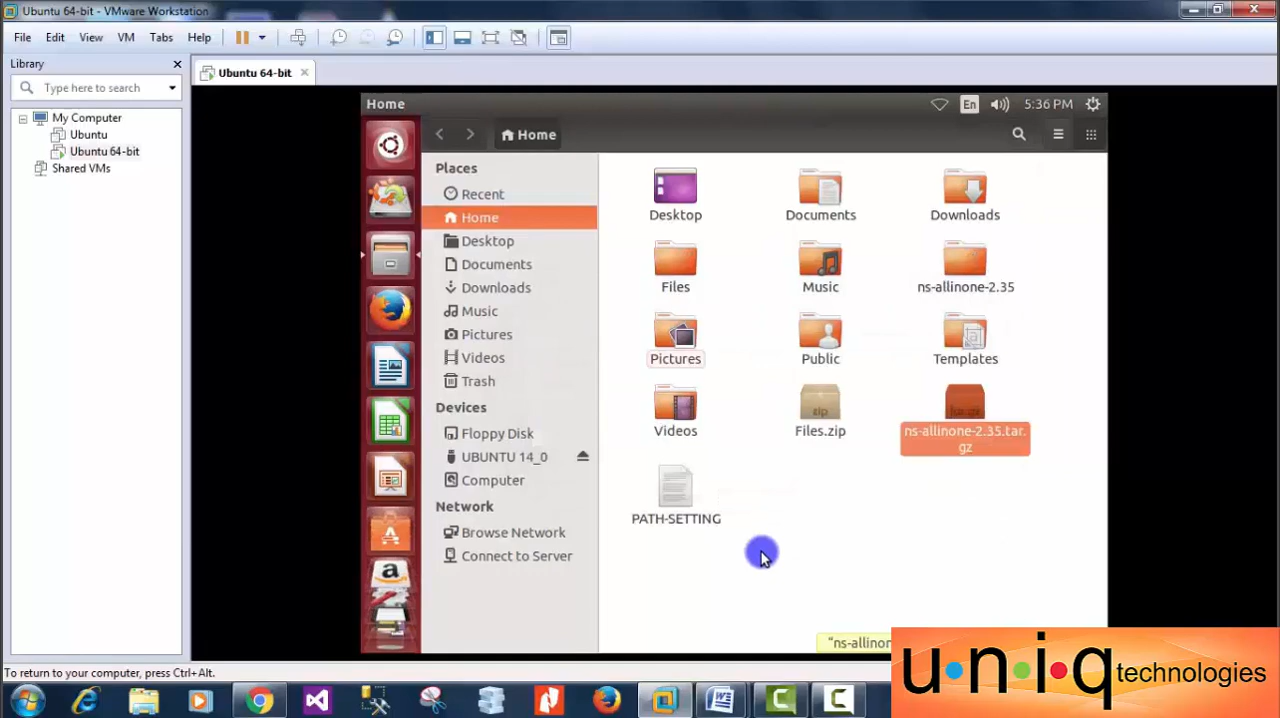 Ubuntu 64-bit - VMware Workstation
File Edit View VM Tabs Help
Library
Type here to search
My Computer
Ubuntu
Ubuntu 64-bit
Shared VMs
Ubuntu 64-bit
Home
En
5:36 PM
Home
Places
Recent
Home
Desktop
Documents
Downloads
Music
Pictures
Videos
Trash
Devices
Floppy Disk
UBUNTU 14_0
Computer
Network
Browse Network
Connect to Server
Desktop
Documents
Downloads
Files
Music
ns-allinone-2.35
Pictures
Public
Templates
Videos
zip
Files.zip
tar.gz
ns-allinone-2.35.tar.
gz
PATH-SETTING
"ns-allinon
To return to your computer, press Ctrl+Alt.
uniq technologies